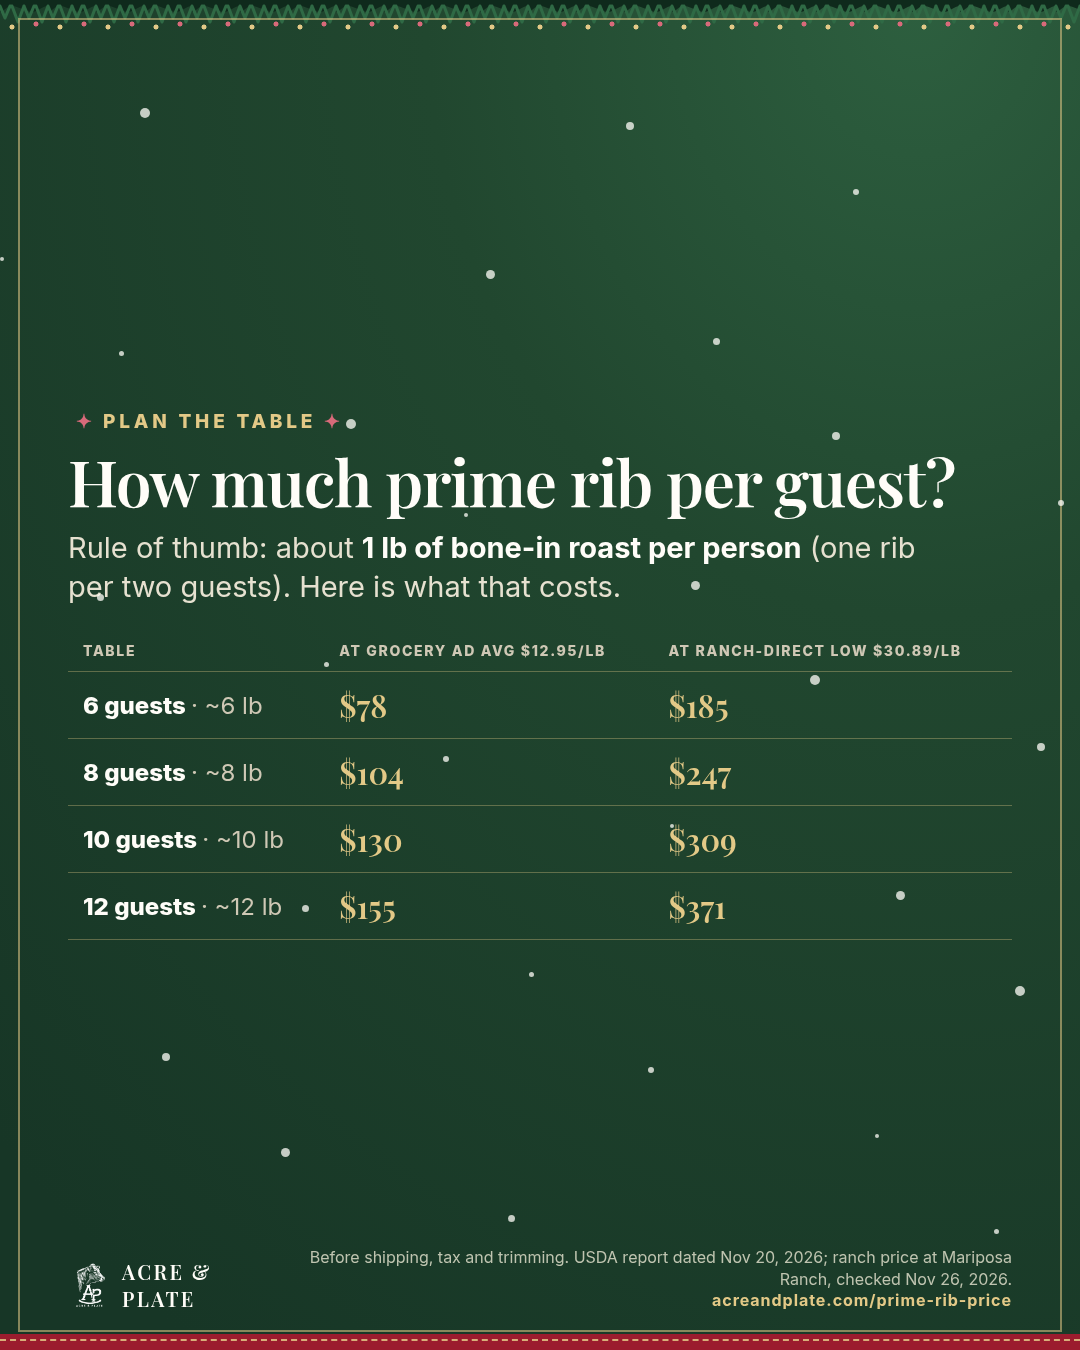 ✦ PLAN THE TABLE ✦
How much prime rib per guest?
Rule of thumb: about 1 lb of bone-in roast per person (one rib
per two guests). Here is what that costs.
TABLE AT GROCERY AD AVG $12.95/LB AT RANCH-DIRECT LOW $30.89/LB
6 guests · ~6 lb $78 $185
8 guests · ~8 lb $104 $247
10 guests · ~10 lb $130 $309
12 guests · ~12 lb $155 $371
ACRE &
PLATE
Before shipping, tax and trimming. USDA report dated Nov 20, 2026; ranch price at Mariposa
Ranch, checked Nov 26, 2026.
acreandplate.com/prime-rib-price